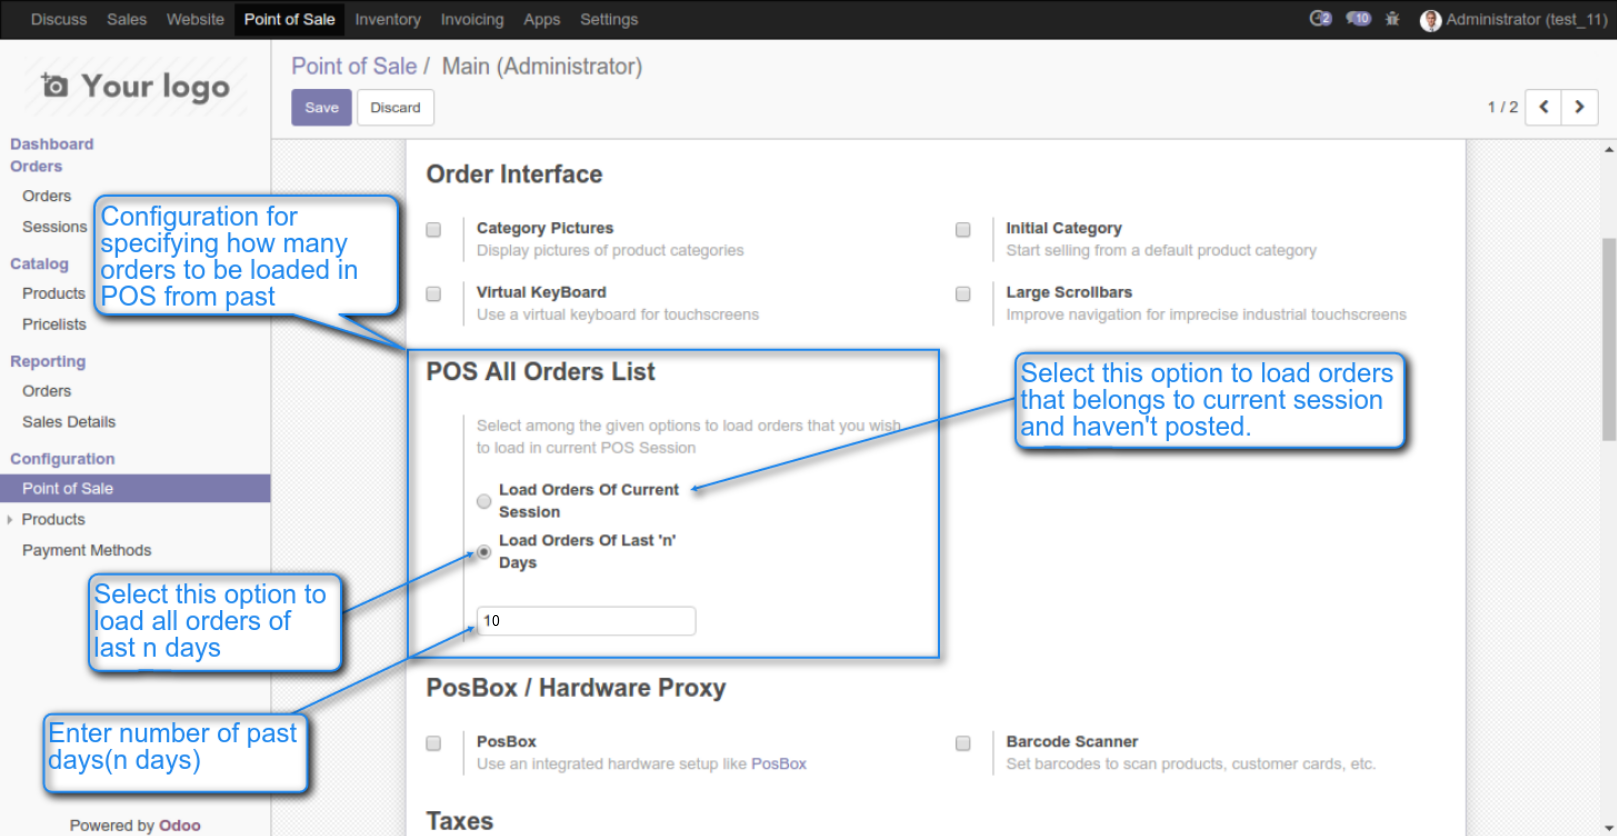 Discuss Sales Website Point of Sale Inventory Invoicing Apps Settings 2 10 Administrator (test_11)
Your logo
Point of Sale / Main (Administrator)
Save Discard
1 / 2
Dashboard
Orders
Orders
Sessions
Catalog
Products
Pricelists
Reporting
Orders
Sales Details
Configuration
Point of Sale
Products
Payment Methods
Powered by Odoo
Configuration for
specifying how many
orders to be loaded in
POS from past
Order Interface
Category Pictures
Display pictures of product categories
Initial Category
Start selling from a default product category
Virtual KeyBoard
Use a virtual keyboard for touchscreens
Large Scrollbars
Improve navigation for imprecise industrial touchscreens
POS All Orders List
Select among the given options to load orders that you wish
to load in current POS Session
Load Orders Of Current
Session
Load Orders Of Last 'n'
Days
10
Select this option to load orders
that belongs to current session
and haven't posted.
Select this option to
load all orders of
last n days
Enter number of past
days(n days)
PosBox / Hardware Proxy
PosBox
Use an integrated hardware setup like PosBox
Barcode Scanner
Set barcodes to scan products, customer cards, etc.
Taxes